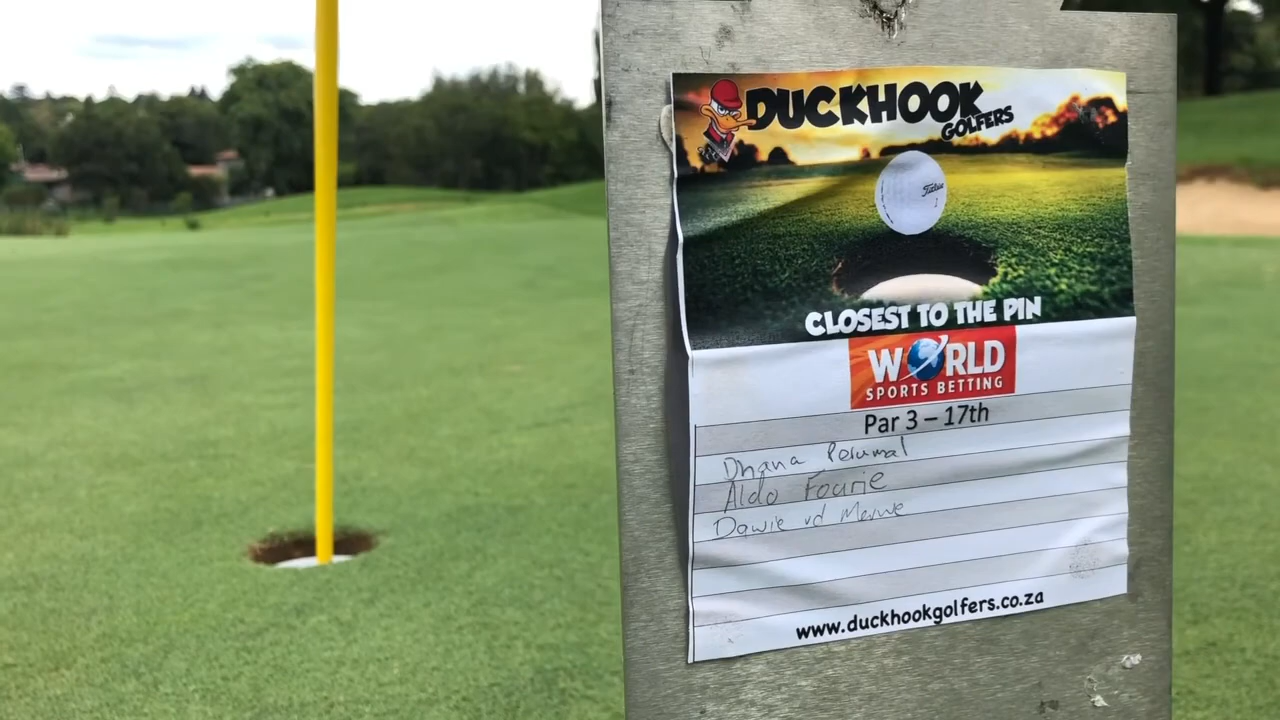 DUCKHOOK
GOLFERS
Titleist
CLOSEST TO THE PIN
WORLD
SPORTS BETTING
Par 3 – 17th
Dhana Perumal
Aldo Fourie
Dawie vd Merwe
www.duckhookgolfers.co.za